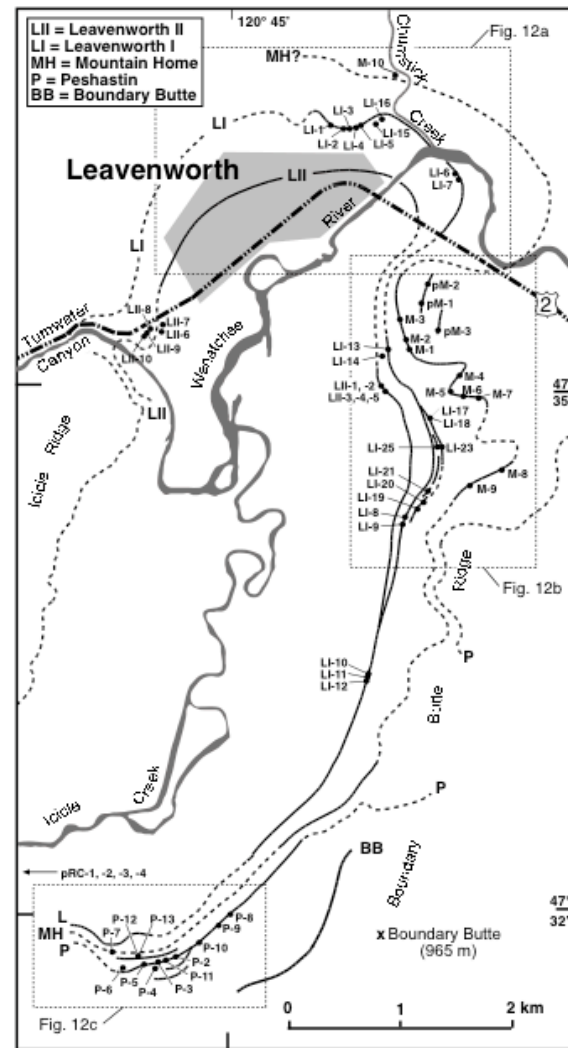 LII = Leavenworth II
LI = Leavenworth I
MH = Mountain Home
P = Peshastin
BB = Boundary Butte
120° 45'
Fig. 12a
MH?
M-10
Chumstick
Creek
LI
LI-16
LI-3
LI-1
LI-2
LI-4
LI-5
LI-15
Leavenworth
LII
LI-6
LI-7
River
LI
Wenatchee
2
pM-2
pM-1
M-3
pM-3
LII-8
LII-7
LII-6
LII-9
LII-10
Tumwater
Canyon
M-2
M-1
LI-13
LI-14
M-4
47°
35'
LII-1, -2
LII-3, -4, -5
M-5
M-6
M-7
LII
LI-17
LI-18
Icicle
Ridge
LI-25
LI-23
M-8
LI-21
LI-20
M-9
LI-19
LI-8
LI-9
Ridge
Fig. 12b
P
LI-10
LI-11
LI-12
Butte
P
Icicle
Creek
BB
Boundary
pRC-1, -2, -3, -4
47°
32'
L
MH
P
P-12
P-13
P-7
P-8
P-9
P-10
P-2
P-11
P-3
P-4
P-5
P-6
x Boundary Butte
(965 m)
Fig. 12c
0
1
2 km